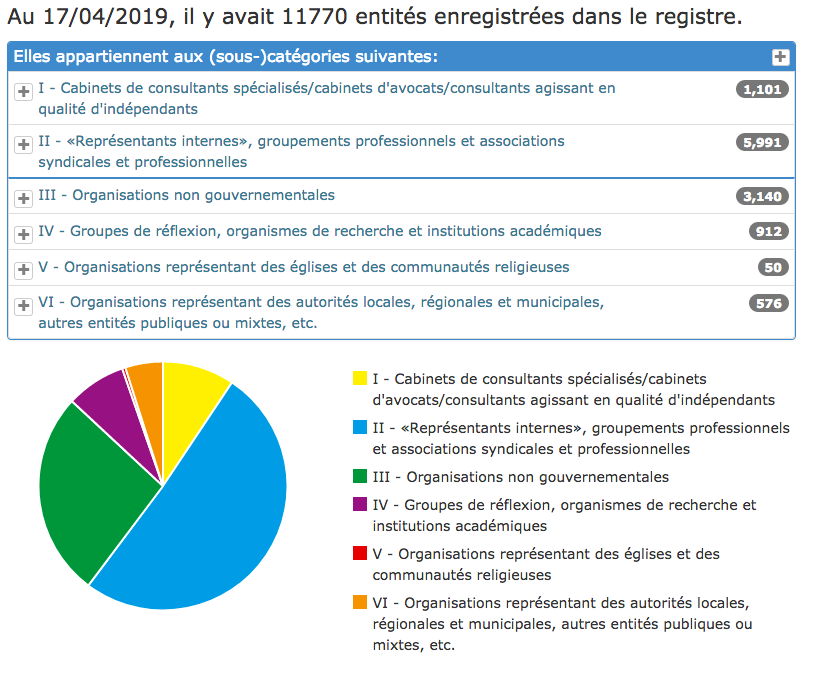 Au 17/04/2019, il y avait 11770 entités enregistrées dans le registre.
Elles appartiennent aux (sous-)catégories suivantes:
I - Cabinets de consultants spécialisés/cabinets d'avocats/consultants agissant en 1,101
qualité d'indépendants
II - «Représentants internes», groupements professionnels et associations 5,991
syndicales et professionnelles
III - Organisations non gouvernementales 3,140
IV - Groupes de réflexion, organismes de recherche et institutions académiques 912
V - Organisations représentant des églises et des communautés religieuses 50
VI - Organisations représentant des autorités locales, régionales et municipales, 576
autres entités publiques ou mixtes, etc.
I - Cabinets de consultants spécialisés/cabinets
d'avocats/consultants agissant en qualité d'indépendants
II - «Représentants internes», groupements professionnels
et associations syndicales et professionnelles
III - Organisations non gouvernementales
IV - Groupes de réflexion, organismes de recherche et
institutions académiques
V - Organisations représentant des églises et des
communautés religieuses
VI - Organisations représentant des autorités locales,
régionales et municipales, autres entités publiques ou
mixtes, etc.